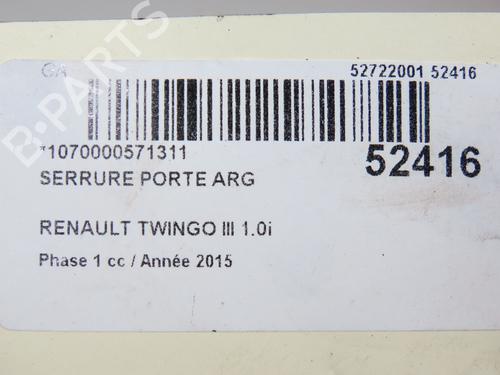 GA
52722001 52416
*1070000571311
52416
SERRURE PORTE ARG
RENAULT TWINGO III 1.0i
Phase 1 cc / Année 2015
B-PARTS